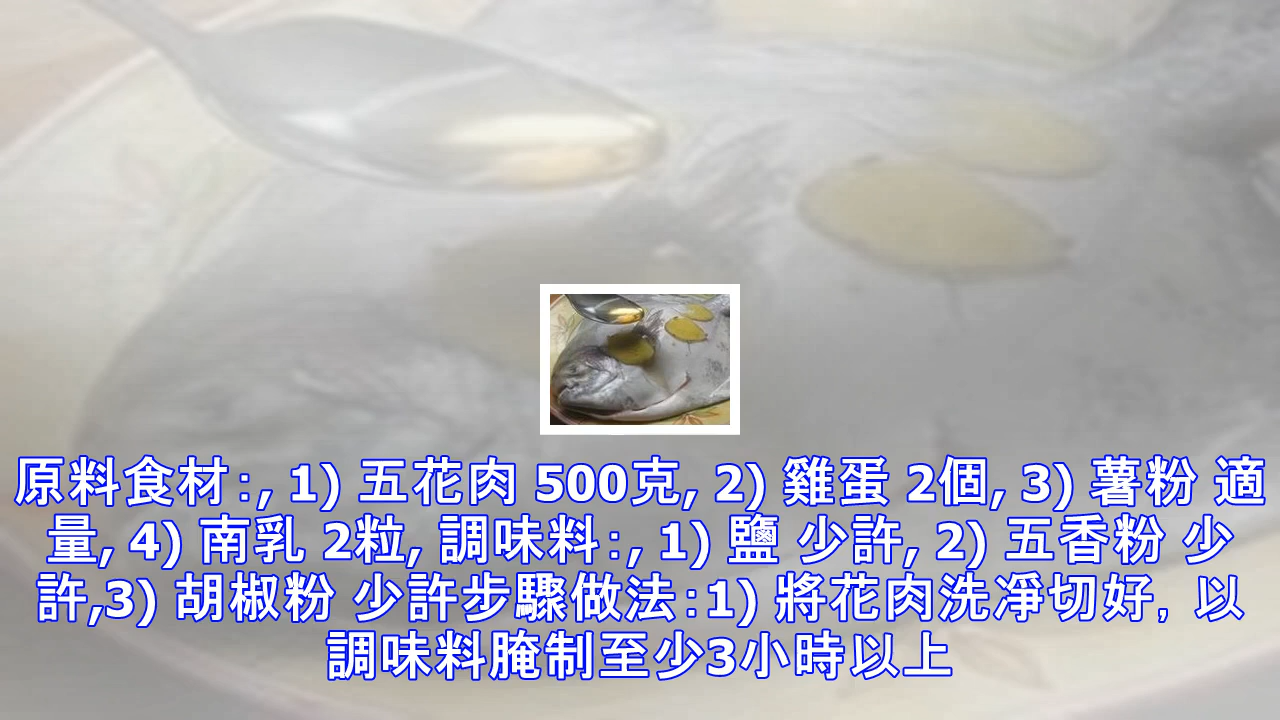 原料食材:, 1) 五花肉 500克, 2) 雞蛋 2個, 3) 薯粉 適
量, 4) 南乳 2粒, 調味料:, 1) 鹽 少許, 2) 五香粉 少
許,3) 胡椒粉 少許步驟做法:1) 將花肉洗凈切好，以
調味料腌制至少3小時以上